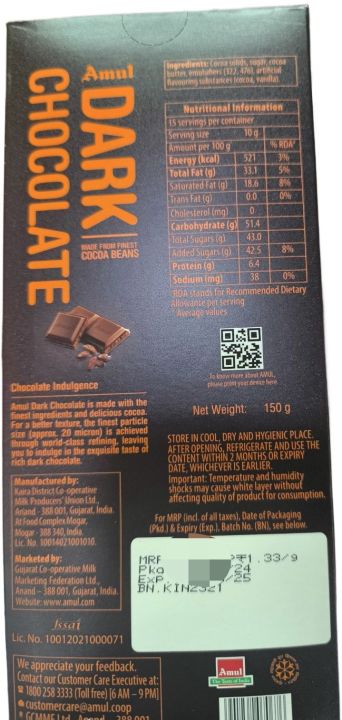 Amul
DARK
CHOCOLATE
MADE FROM FINEST
COCOA BEANS
Chocolate Indulgence
Amul Dark Chocolate is made with the
finest ingredients and delicious cocoa.
For a better texture, the finest particle
size (approx. 20 micron) is achieved
through world-class refining, leaving
you to indulge in the exquisite taste of
rich dark chocolate.
Manufactured by:
Kaira District Co-operative
Milk Producers' Union Ltd.,
Anand - 388 001, Gujarat, India.
At Food Complex Mogar,
Mogar - 388 340, India.
Lic. No. 10014021001010.
Marketed by:
Gujarat Co-operative Milk
Marketing Federation Ltd.,
Anand – 388 001, Gujarat, India.
Website: www.amul.com
fssai
Lic. No. 10012021000071
We appreciate your feedback.
Contact our Customer Care Executive at:
1800 258 3333 (Toll free) [6 AM – 9 PM]
customercare@amul.coop
GCMMF Ltd., Anand - 388 001
Ingredients: Cocoa solids, sugar, cocoa
butter, emulsifiers (322, 476), artificial
flavouring substances (cocoa, vanilla).
Nutritional Information
15 servings per container
Serving size 10 g
Amount per 100 g % RDA*
Energy (kcal) 521 3%
Total Fat (g) 33.1 5%
Saturated Fat (g) 18.6 8%
Trans Fat (g) 0.0 0%
Cholesterol (mg) 0
Carbohydrate (g) 51.4
Total Sugars (g) 43.0
Added Sugars (g) 42.5 8%
Protein (g) 6.4
Sodium (mg) 38 0%
*RDA stands for Recommended Dietary
Allowance per serving
Average values
To know more about AMUL,
please point your device here
Net Weight: 150 g
STORE IN COOL, DRY AND HYGIENIC PLACE.
AFTER OPENING, REFRIGERATE AND USE THE
CONTENT WITHIN 2 MONTHS OR EXPIRY
DATE, WHICHEVER IS EARLIER.
Important: Temperature and humidity
shocks may cause white layer without
affecting quality of product for consumption.
For MRP (incl. of all taxes), Date of Packaging
(Pkd.) & Expiry (Exp.), Batch No. (BN), see below.
MRP ₹1.33/g
Pkd /24
Exp /25
BN.
Amul
The Taste of India